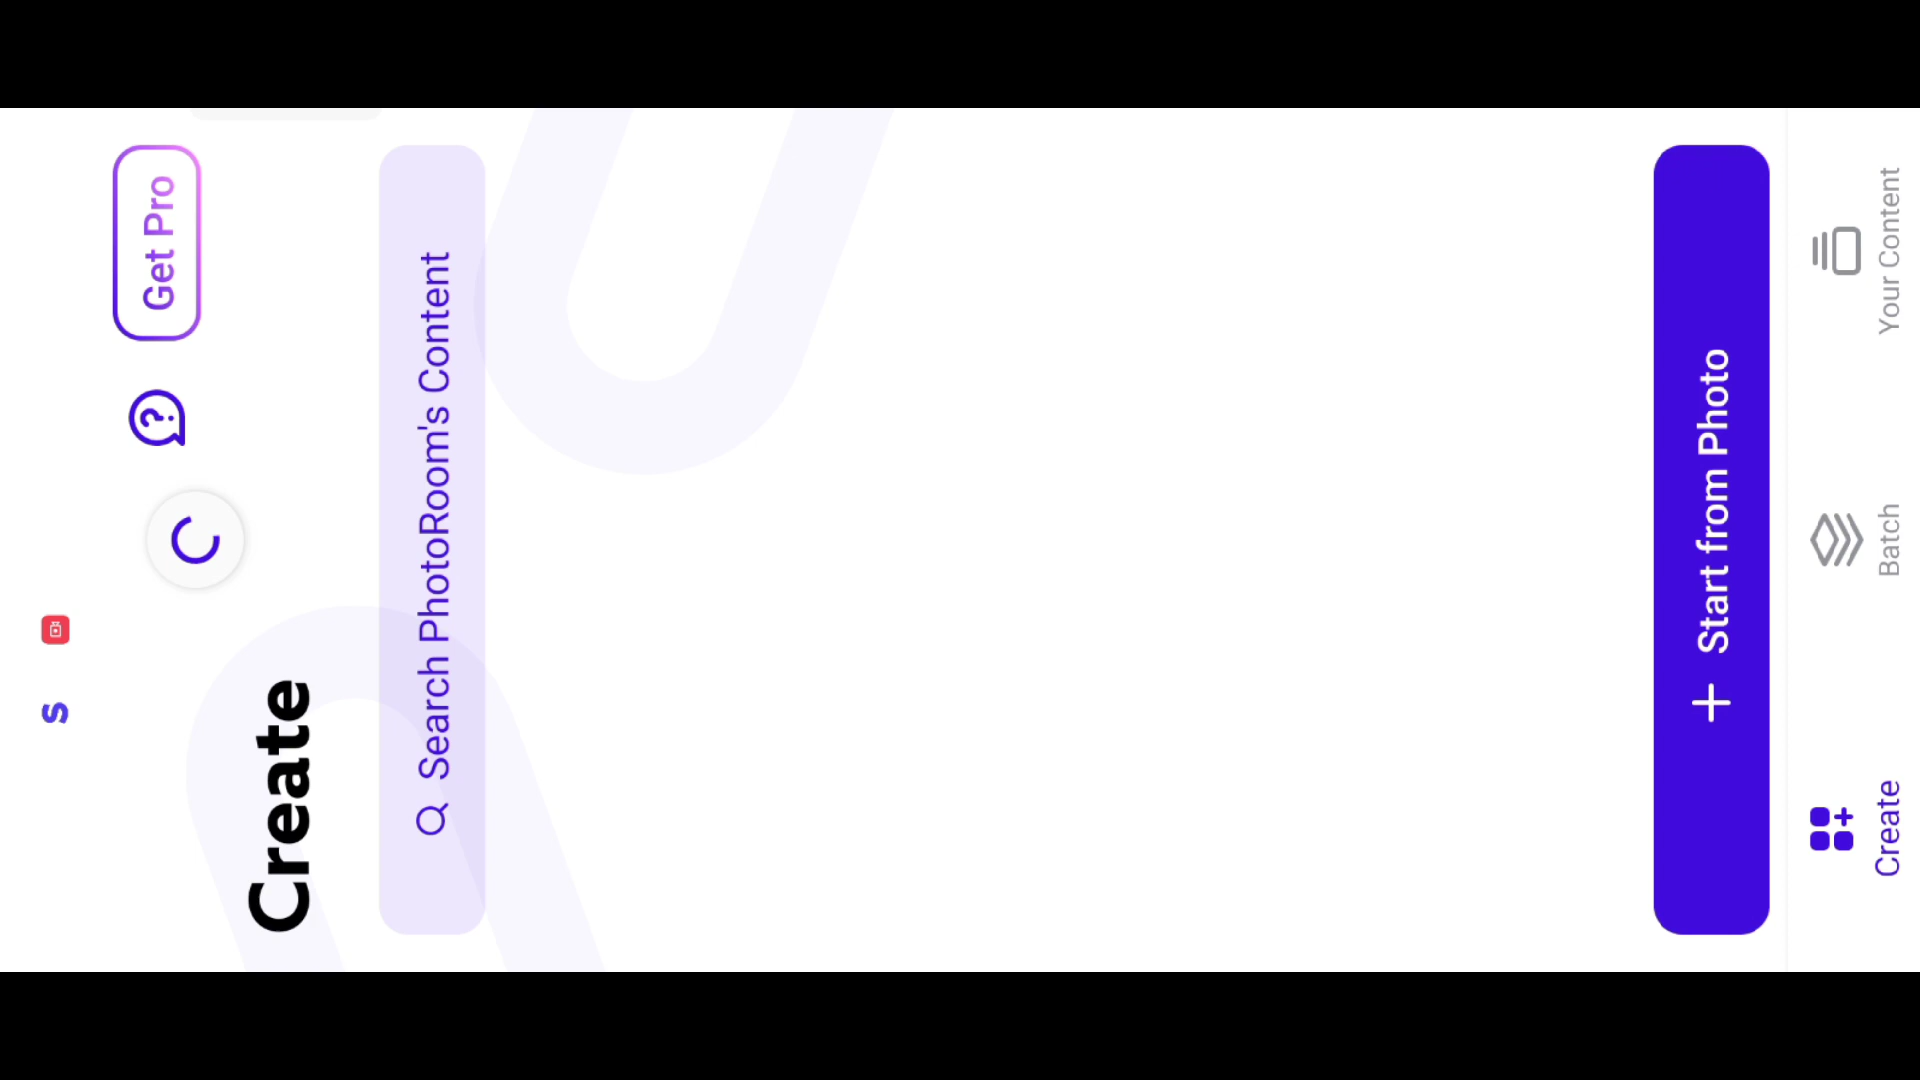 S
Get Pro
Create
Search PhotoRoom's Content
Start from Photo
Create
Batch
Your Content